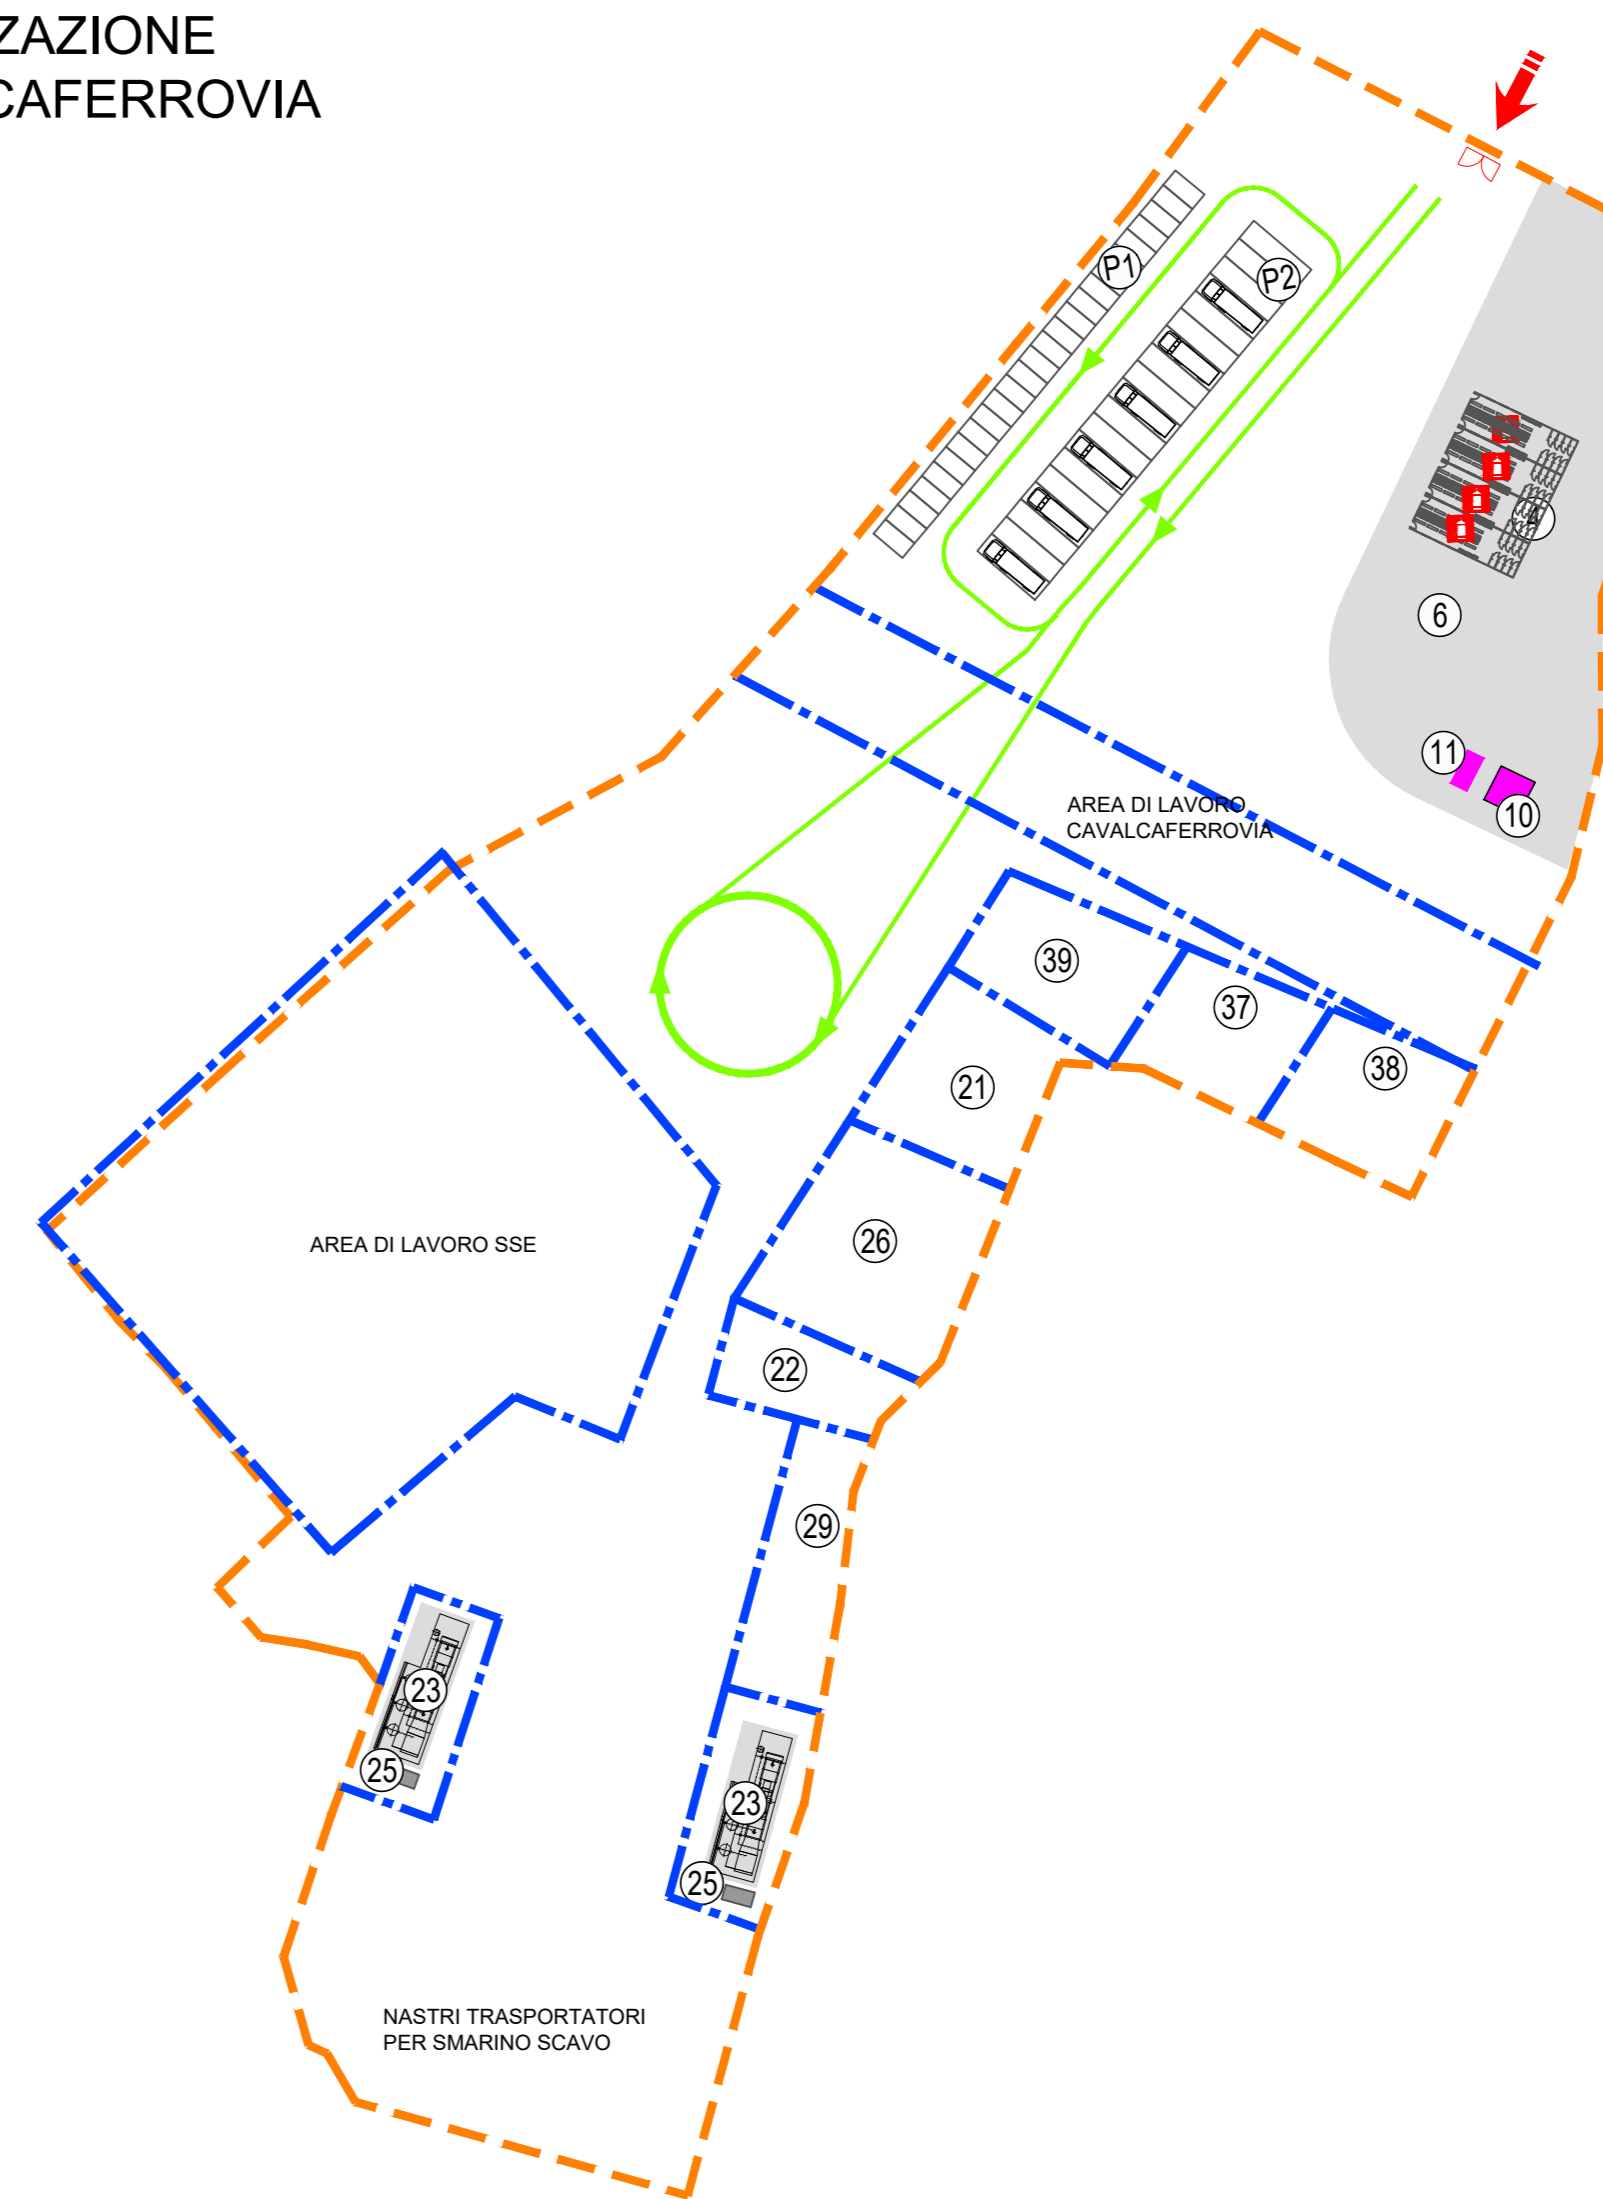 ZAZIONE
CAFERROVIA
P1
P2
4
6
11
10
AREA DI LAVORO
CAVALCAFERROVIA
39
37
38
21
26
AREA DI LAVORO SSE
22
29
23
25
23
25
NASTRI TRASPORTATORI
PER SMARINO SCAVO